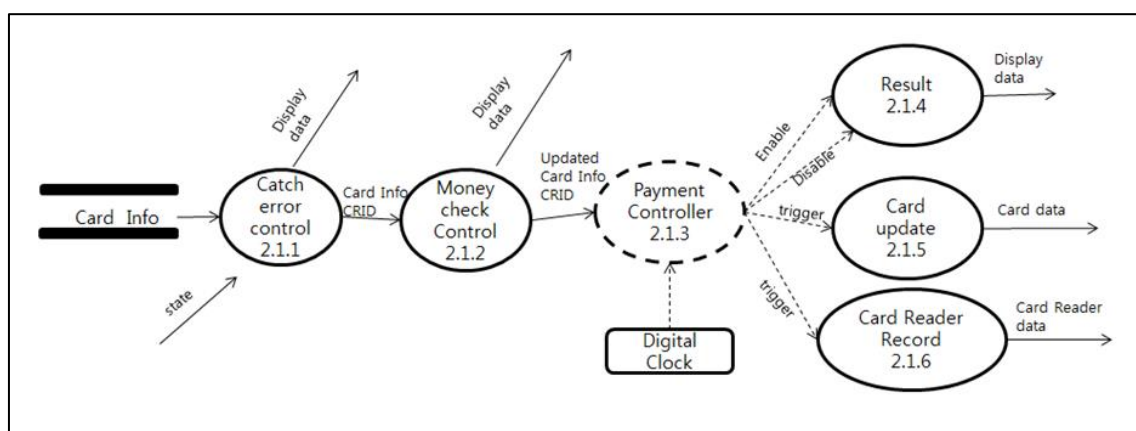 Card Info
state
Catch
error
control
2.1.1
Display
data
Card Info
CRID
Money
check
Control
2.1.2
Display
data
Updated
Card Info
CRID
Payment
Controller
2.1.3
Digital
Clock
Enable
Disable
trigger
trigger
Result
2.1.4
Display
data
Card
update
2.1.5
Card data
Card Reader
Record
2.1.6
Card Reader
data